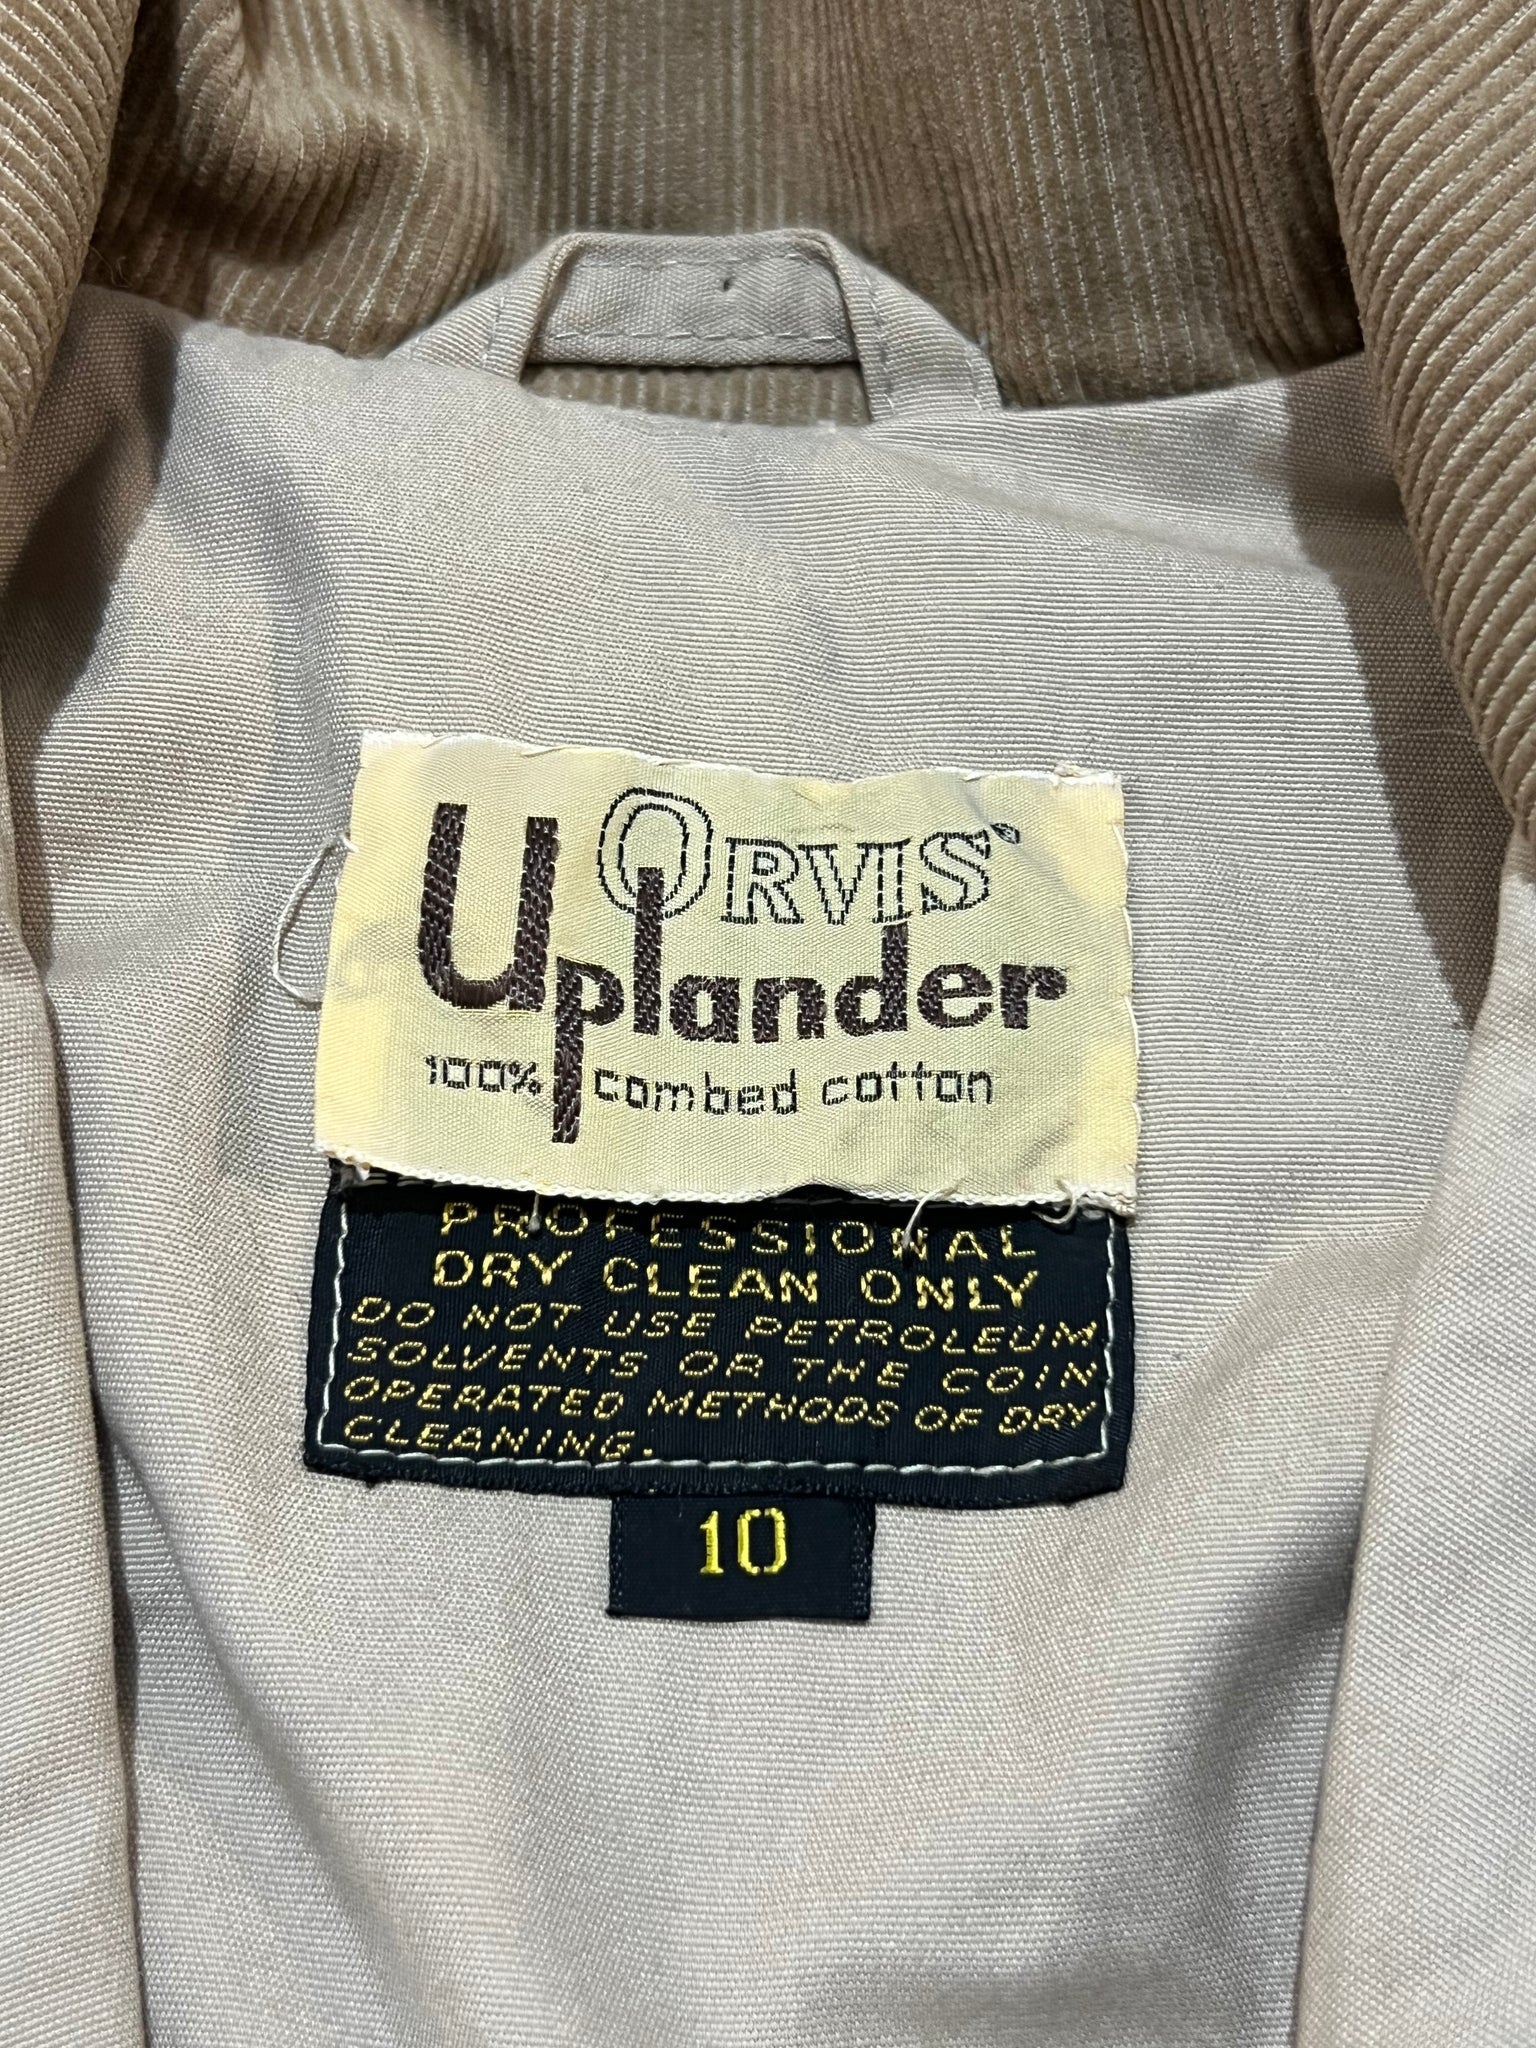 ORVIS®
Uplander
100% combed cotton
PROFESSIONAL
DRY CLEAN ONLY
DO NOT USE PETROLEUM
SOLVENTS OR THE COIN
OPERATED METHODS OF DRY
CLEANING.
10